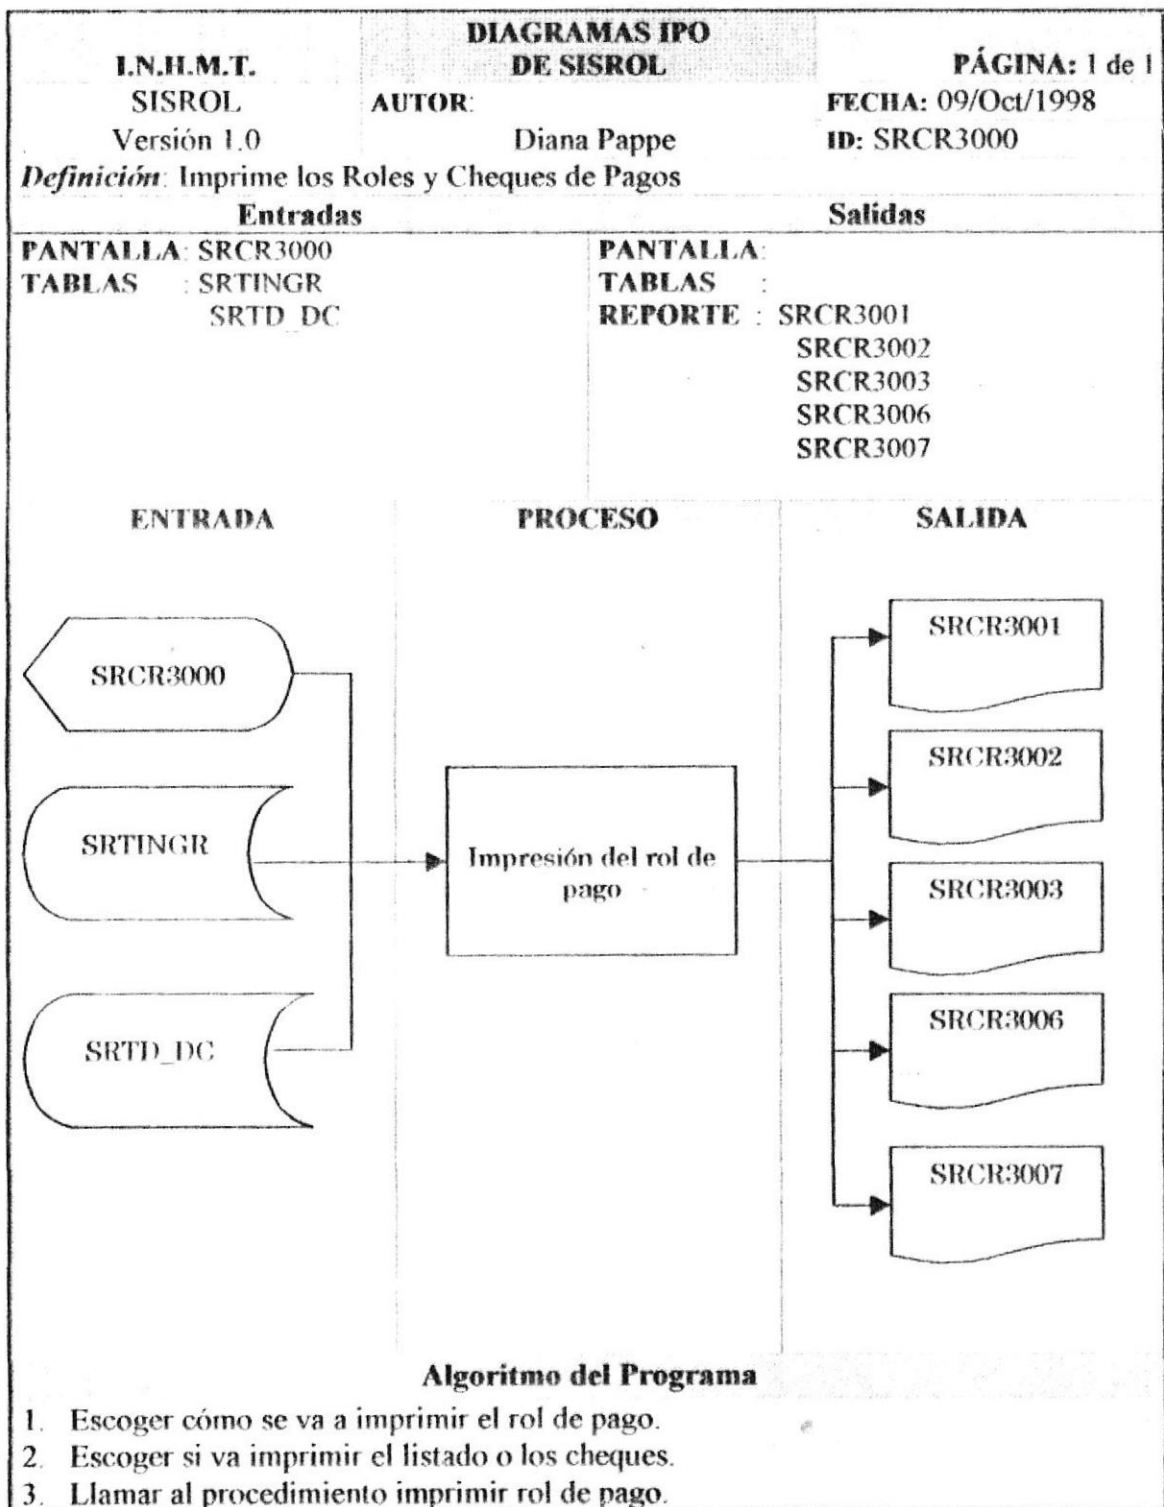 DIAGRAMAS IPO
I.N.H.M.T. DE SISROL PÁGINA: 1 de 1
SISROL AUTOR: FECHA: 09/Oct/1998
Versión 1.0 Diana Pappe ID: SRCR3000
Definición: Imprime los Roles y Cheques de Pagos
Entradas Salidas
PANTALLA: SRCR3000 PANTALLA:
TABLAS : SRTINGR TABLAS :
SRTD_DC REPORTE : SRCR3001
SRCR3002
SRCR3003
SRCR3006
SRCR3007
ENTRADA PROCESO SALIDA
SRCR3000
SRTINGR
SRTD_DC
Impresión del rol de
pago
SRCR3001
SRCR3002
SRCR3003
SRCR3006
SRCR3007
Algoritmo del Programa
1. Escoger cómo se va a imprimir el rol de pago.
2. Escoger si va imprimir el listado o los cheques.
3. Llamar al procedimiento imprimir rol de pago.